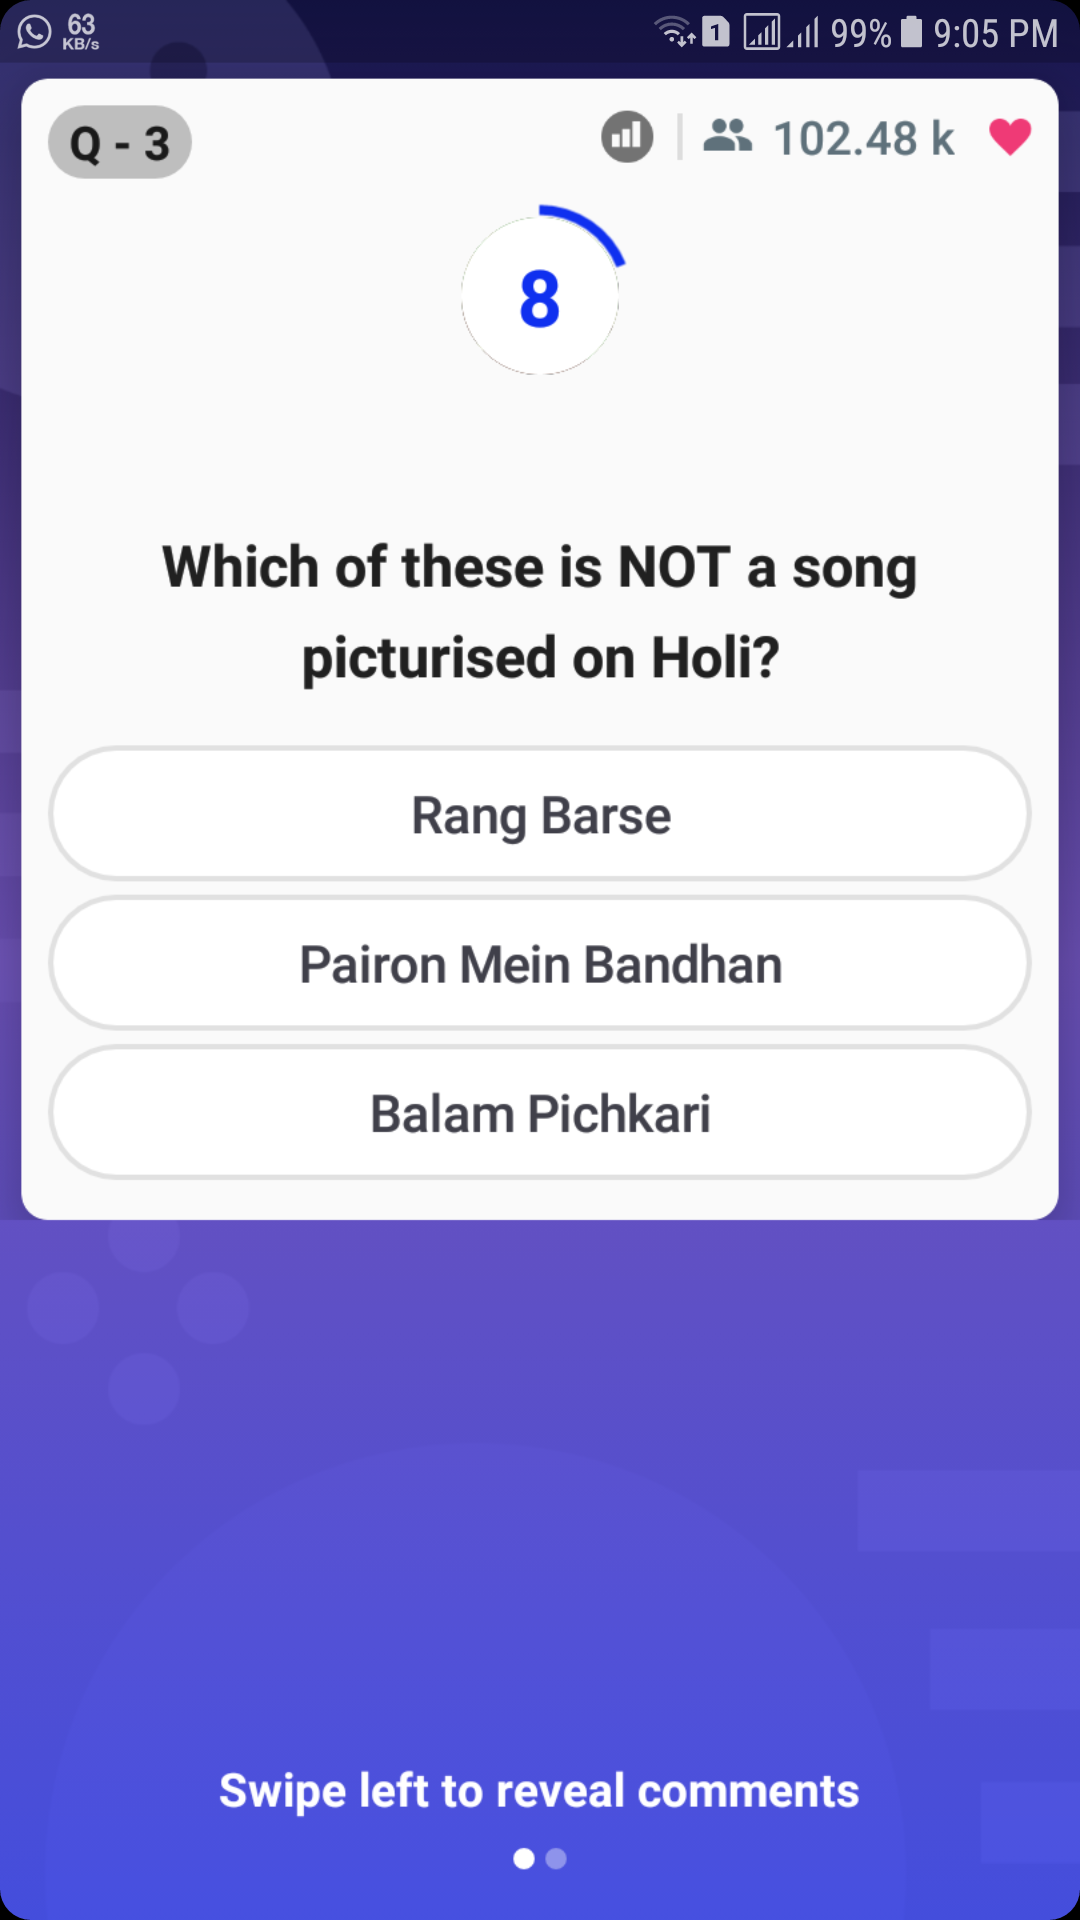 63
KB/s
1
99%
9:05 PM
Q - 3
102.48 k
8
Which of these is NOT a song
picturised on Holi?
Rang Barse
Pairon Mein Bandhan
Balam Pichkari
Swipe left to reveal comments